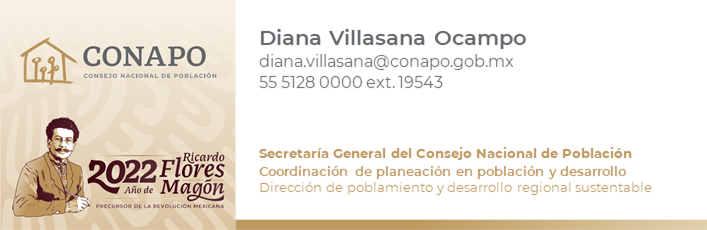 CONAPO
CONSEJO NACIONAL DE POBLACIÓN
2022 Ricardo
Flores
Año de Magón
PRECURSOR DE LA REVOLUCIÓN MEXICANA
Diana Villasana Ocampo
diana.villasana@conapo.gob.mx
55 5128 0000 ext. 19543
Secretaría General del Consejo Nacional de Población
Coordinación de planeación en población y desarrollo
Dirección de poblamiento y desarrollo regional sustentable